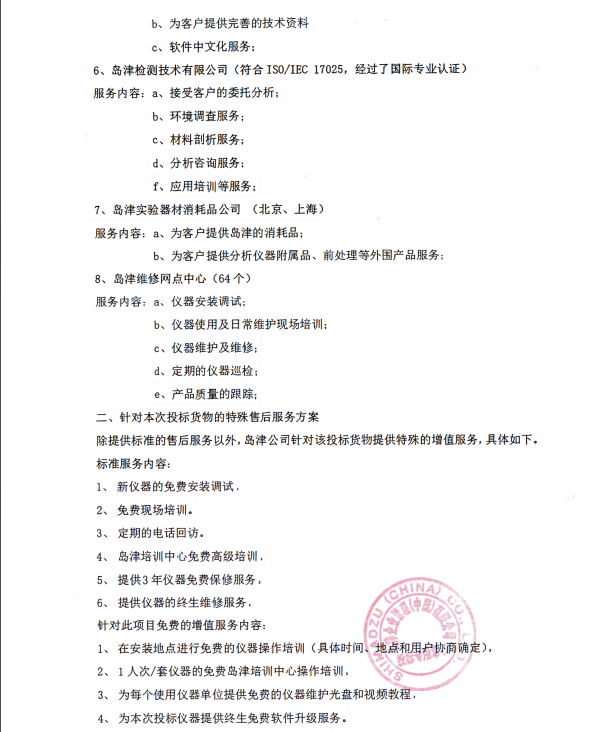 b、为客户提供完善的技术资料
c、软件中文化服务；
6、岛津检测技术有限公司（符合 ISO/IEC 17025，经过了国际专业认证）
服务内容：a、接受客户的委托分析；
b、环境调查服务；
c、材料剖析服务；
d、分析咨询服务；
f、应用培训等服务；
7、岛津实验器材消耗品公司 （北京、上海）
服务内容：a、为客户提供岛津的消耗品；
b、为客户提供分析仪器附属品、前处理等外围产品服务；
8、岛津维修网点中心（64 个）
服务内容：a、仪器安装调试；
b、仪器使用及日常维护现场培训；
c、仪器维护及维修；
d、定期的仪器巡检；
e、产品质量的跟踪；
二、针对本次投标货物的特殊售后服务方案
除提供标准的售后服务以外，岛津公司针对该投标货物提供特殊的增值服务，具体如下。
标准服务内容：
1、 新仪器的免费安装调试，
2、 免费现场培训。
3、 定期的电话回访。
4、 岛津培训中心免费高级培训，
5、 提供 3 年仪器免费保修服务，
6、 提供仪器的终生维修服务，
针对此项目免费的增值服务内容：
1、 在安装地点进行免费的仪器操作培训（具体时间、地点和用户协商确定），
2、 1 人次/套仪器的免费岛津培训中心操作培训，
3、 为每个使用仪器单位提供免费的仪器维护光盘和视频教程，
4、 为本次投标仪器提供终生免费软件升级服务。
SHIMADZU (CHINA) CO.,